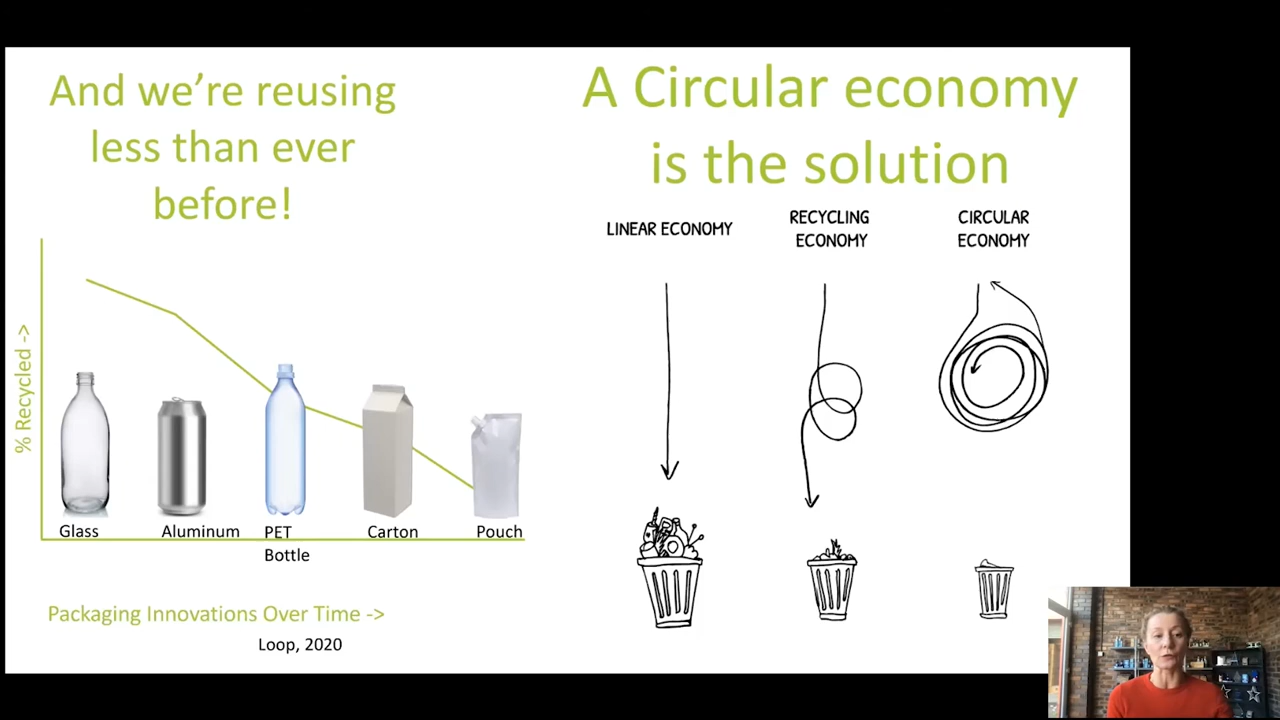 And we're reusing
less than ever
before!
% Recycled ->
Glass
Aluminum
PET
Bottle
Carton
Pouch
Packaging Innovations Over Time ->
Loop, 2020
A Circular economy
is the solution
LINEAR ECONOMY
RECYCLING
ECONOMY
CIRCULAR
ECONOMY